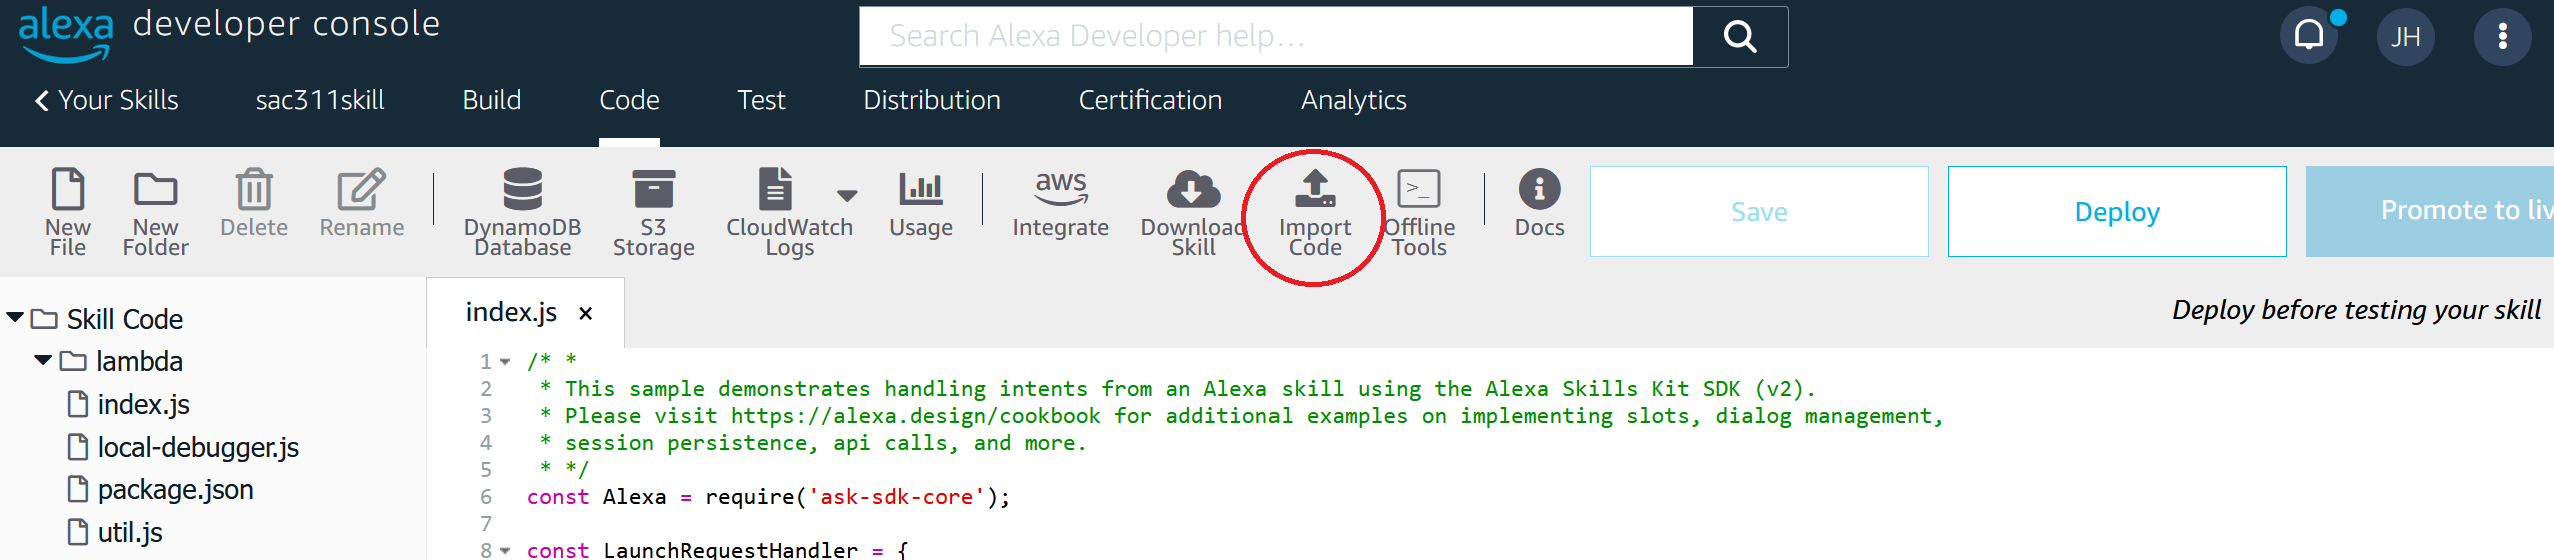 alexa developer console
Search Alexa Developer help...
JH
Your Skills sac311skill Build Code Test Distribution Certification Analytics
New File
New Folder
Delete
Rename
DynamoDB Database
S3 Storage
CloudWatch Logs
Usage
aws Integrate
Download Skill
Import Code
>_ Offline Tools
Docs
Save
Deploy
Promote to liv
Skill Code
lambda
index.js
local-debugger.js
package.json
util.js
index.js ×
Deploy before testing your skill
1 /* *
2 * This sample demonstrates handling intents from an Alexa skill using the Alexa Skills Kit SDK (v2).
3 * Please visit https://alexa.design/cookbook for additional examples on implementing slots, dialog management,
4 * session persistence, api calls, and more.
5 * */
6 const Alexa = require('ask-sdk-core');
7
8 const LaunchRequestHandler = {